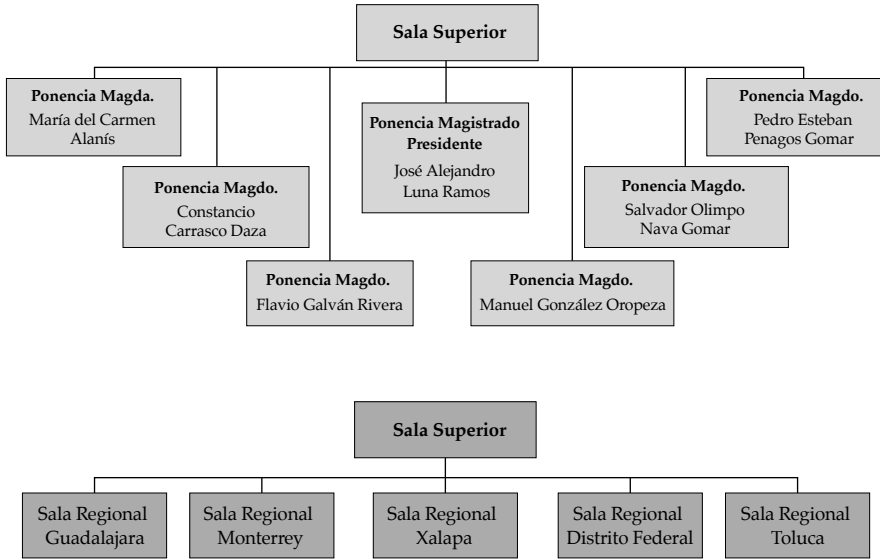 Sala Superior
Ponencia Magda.
María del Carmen
Alanís
Ponencia Magdo.
Constancio
Carrasco Daza
Ponencia Magdo.
Flavio Galván Rivera
Ponencia Magistrado
Presidente
José Alejandro
Luna Ramos
Ponencia Magdo.
Manuel González Oropeza
Ponencia Magdo.
Salvador Olimpo
Nava Gomar
Ponencia Magdo.
Pedro Esteban
Penagos Gomar
Sala Superior
Sala Regional
Guadalajara
Sala Regional
Monterrey
Sala Regional
Xalapa
Sala Regional
Distrito Federal
Sala Regional
Toluca